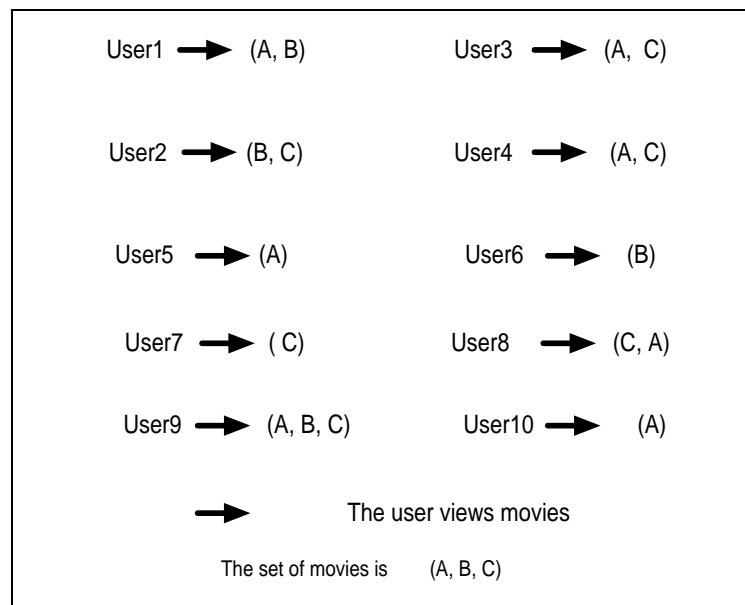 User1 (A, B) User3 (A, C)
User2 (B, C) User4 (A, C)
User5 (A) User6 (B)
User7 ( C) User8 (C, A)
User9 (A, B, C) User10 (A)
The user views movies
The set of movies is (A, B, C)